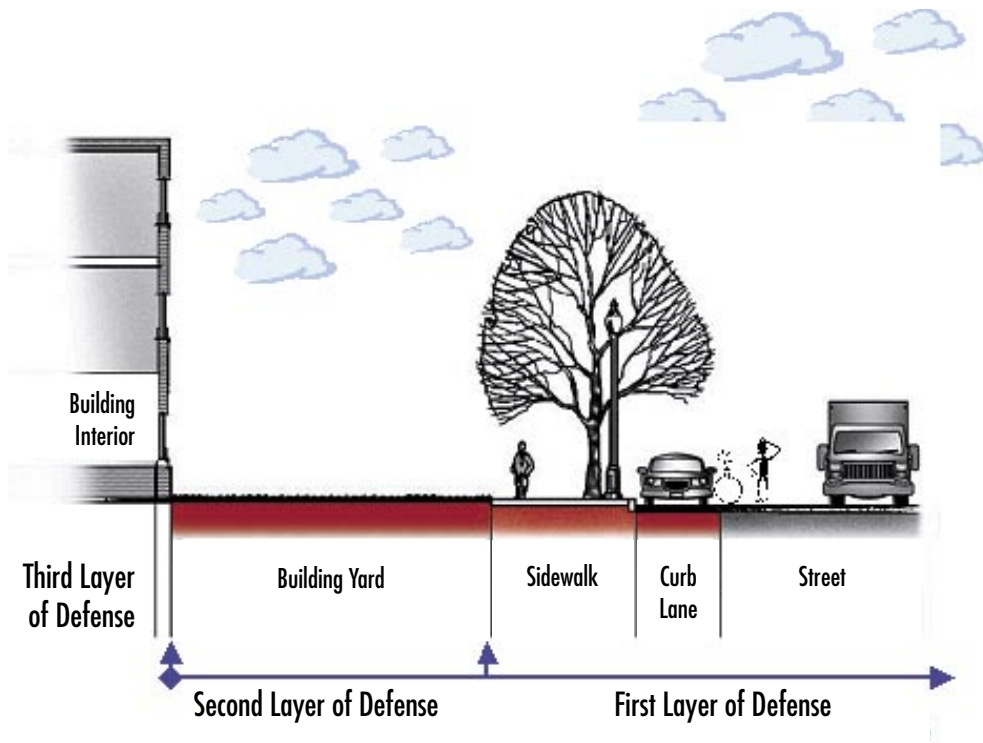 Building
Interior
Third Layer
of Defense
Building Yard
Sidewalk
Curb
Lane
Street
Second Layer of Defense
First Layer of Defense